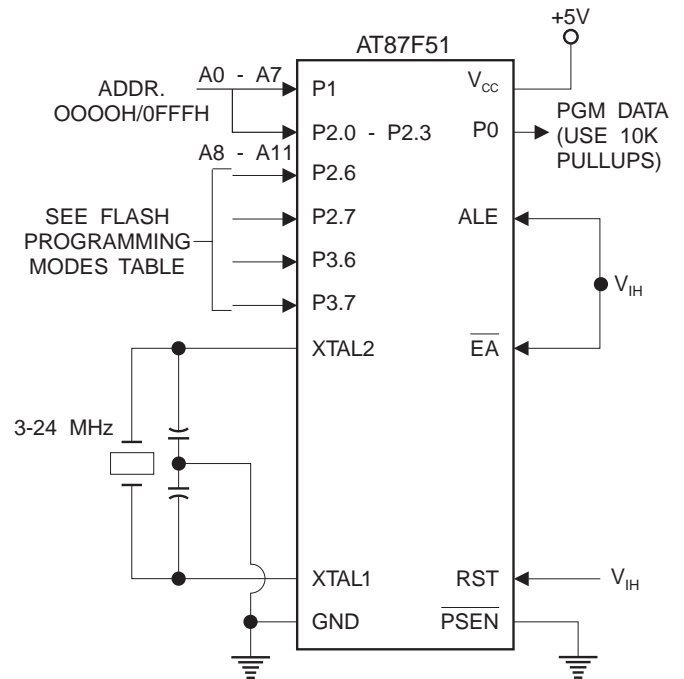 +5V
AT87F51
A0 - A7
ADDR.
OOOOH/0FFFH
P1
VCC
P2.0 - P2.3
P0
PGM DATA
(USE 10K
PULLUPS)
A8 - A11
P2.6
SEE FLASH
PROGRAMMING
MODES TABLE
P2.7
ALE
P3.6
VIH
P3.7
XTAL2
EA
3-24 MHz
XTAL1
RST
VIH
GND
PSEN